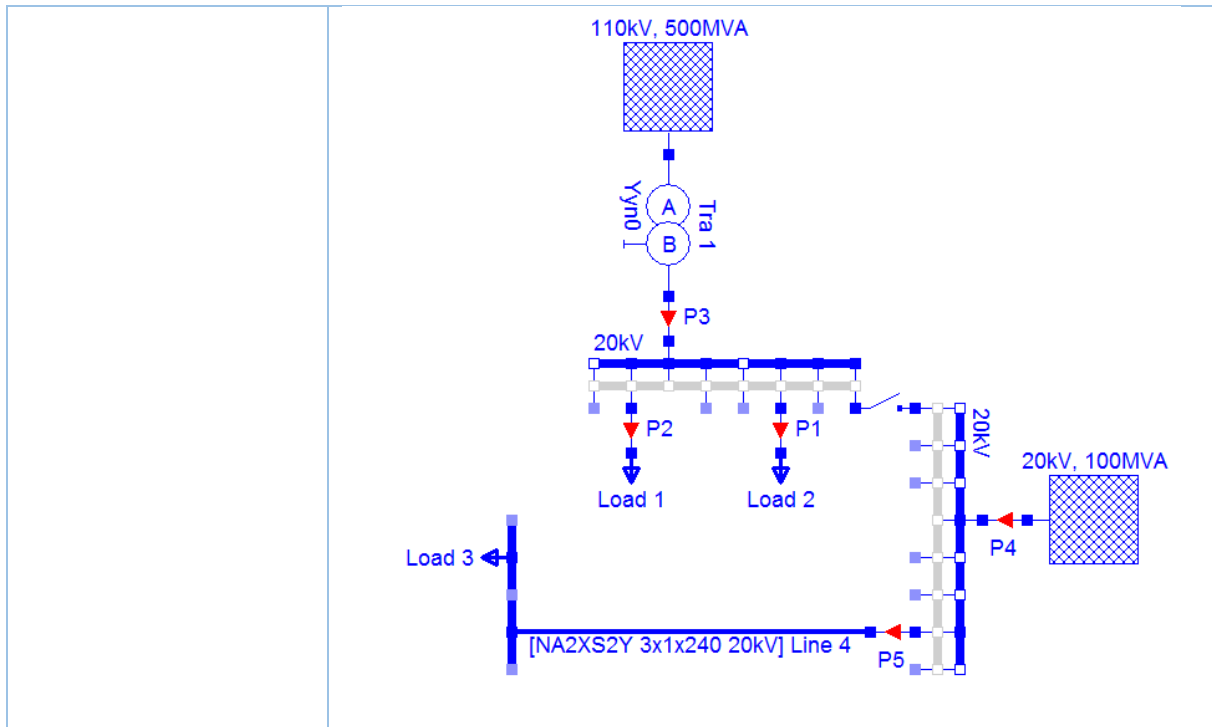 110kV, 500MVA
A
B
Yyn0
Tra 1
P3
20kV
P2
P1
20kV
20kV, 100MVA
Load 1
Load 2
P4
Load 3
[NA2XS2Y 3x1x240 20kV] Line 4
P5